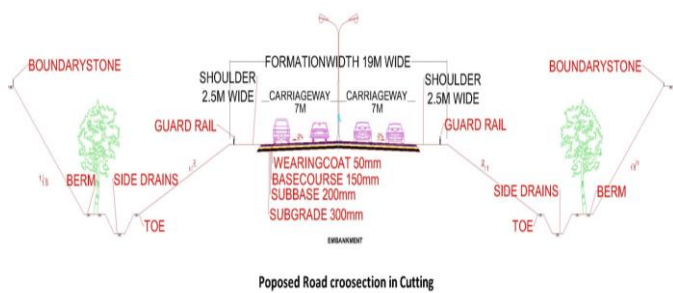 FORMATIONWIDTH 19M WIDE
BOUNDARYSTONE
BOUNDARYSTONE
SHOULDER
2.5M WIDE
CARRIAGEWAY
7M
CARRIAGEWAY
7M
SHOULDER
2.5M WIDE
GUARD RAIL
GUARD RAIL
WEARINGCOAT 50mm
BASECOURSE 150mm
SUBBASE 200mm
SUBGRADE 300mm
BERM
SIDE DRAINS
TOE
SIDE DRAINS
BERM
TOE
EMBAANKMENT
Poposed Road croosection in Cutting